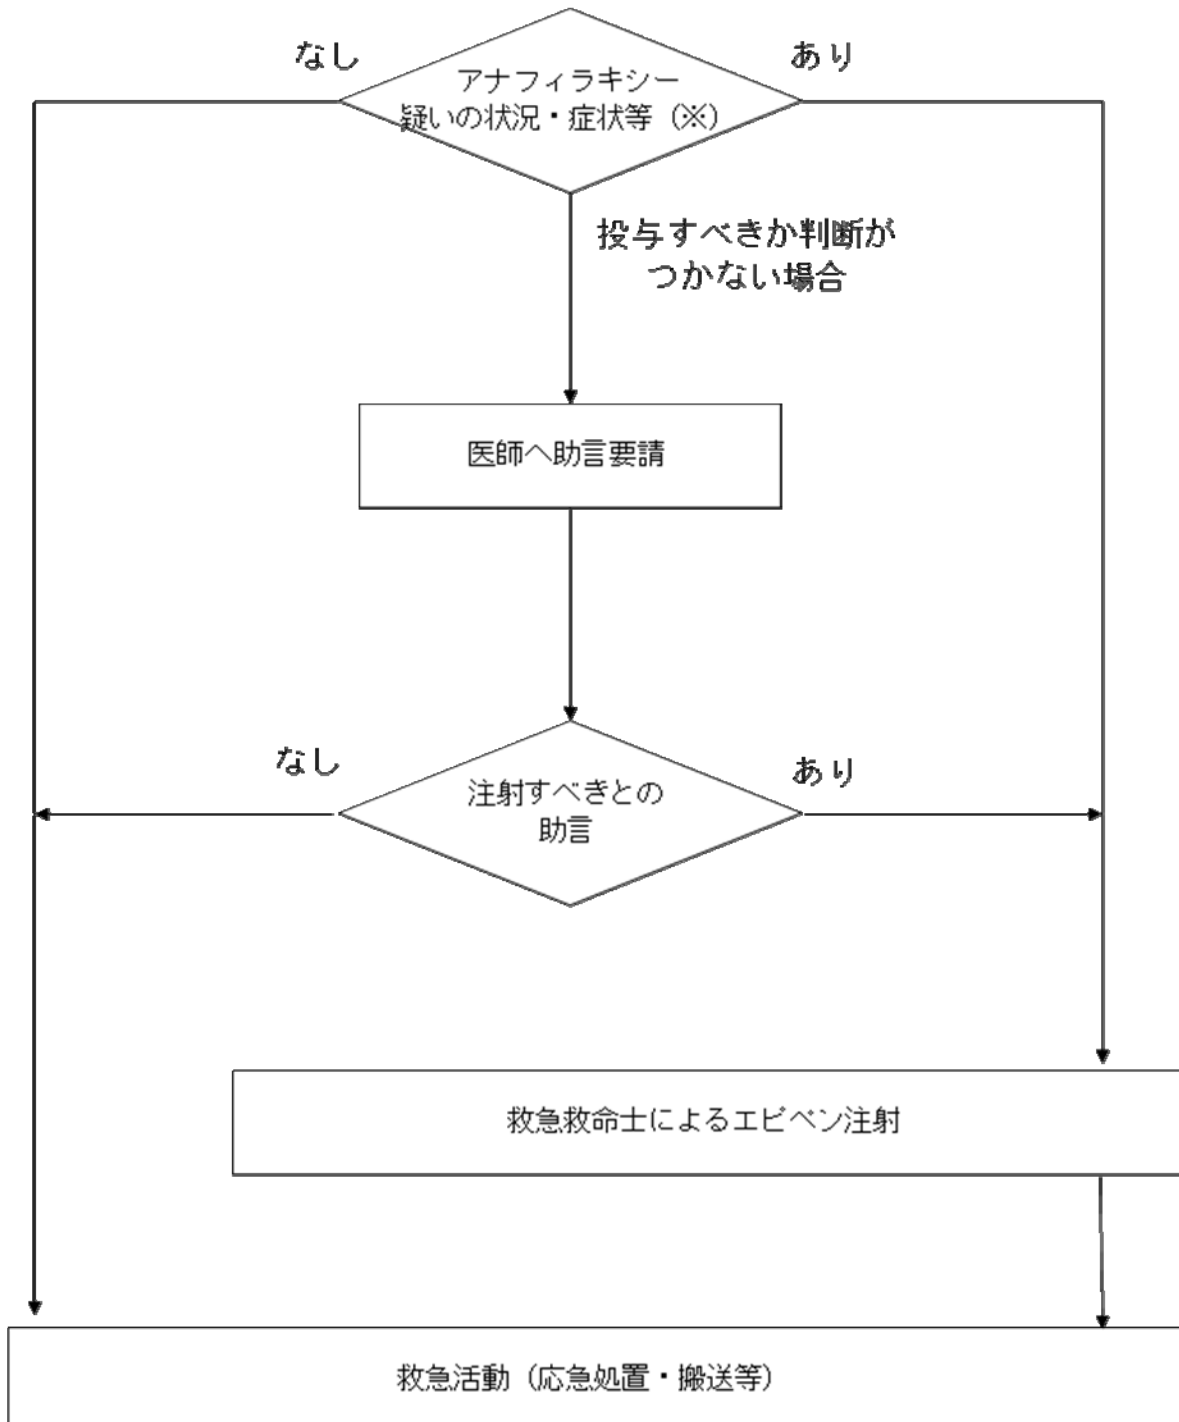 なし
あり
アナフィラキシー
疑いの状況・症状等（※）
投与すべきか判断が
つかない場合
医師へ助言要請
なし
あり
注射すべきとの
助言
救急救命士によるエピペン注射
救急活動（応急処置・搬送等）